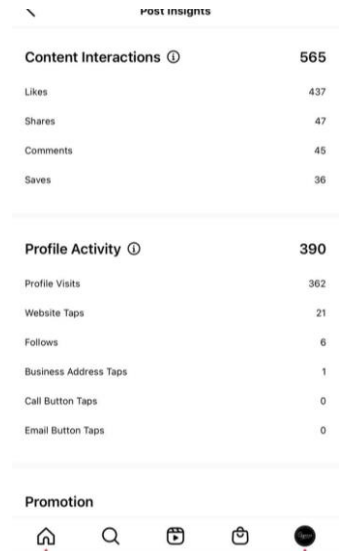 Post Insights
Content Interactions 565
Likes 437
Shares 47
Comments 45
Saves 36
Profile Activity 390
Profile Visits 362
Website Taps 21
Follows 6
Business Address Taps 1
Call Button Taps 0
Email Button Taps 0
Promotion